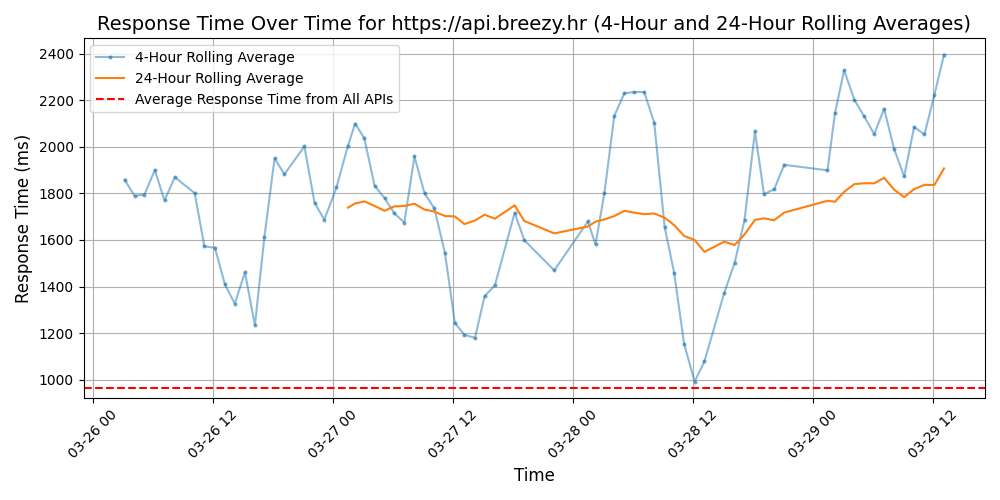 Response Time Over Time for https://api.breezy.hr (4-Hour and 24-Hour Rolling Averages)
4-Hour Rolling Average
24-Hour Rolling Average
Average Response Time from All APIs
Response Time (ms)
2400
2200
2000
1800
1600
1400
1200
1000
03-26 00
03-26 12
03-27 00
03-27 12
03-28 00
03-28 12
03-29 00
03-29 12
Time